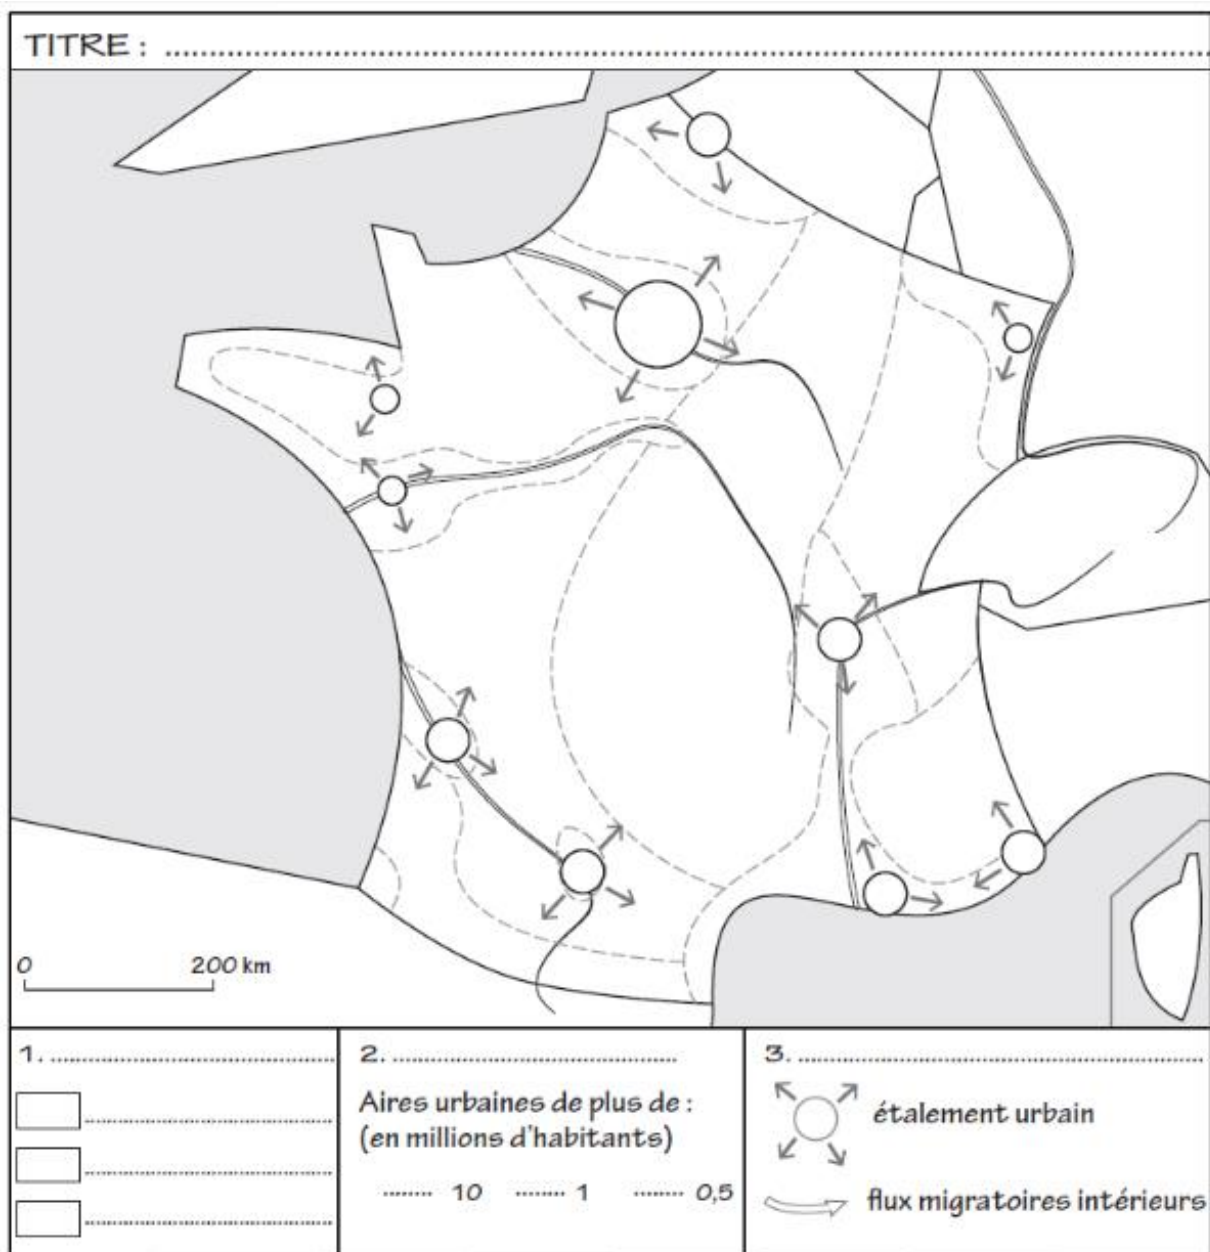 TITRE : ..........................................................................
0 200 km
1. ....................................
..............................
..............................
..............................
2. ....................................
Aires urbaines de plus de :
(en millions d'habitants)
....... 10 ....... 1 ....... 0,5
3. ....................................................
étalement urbain
flux migratoires intérieurs